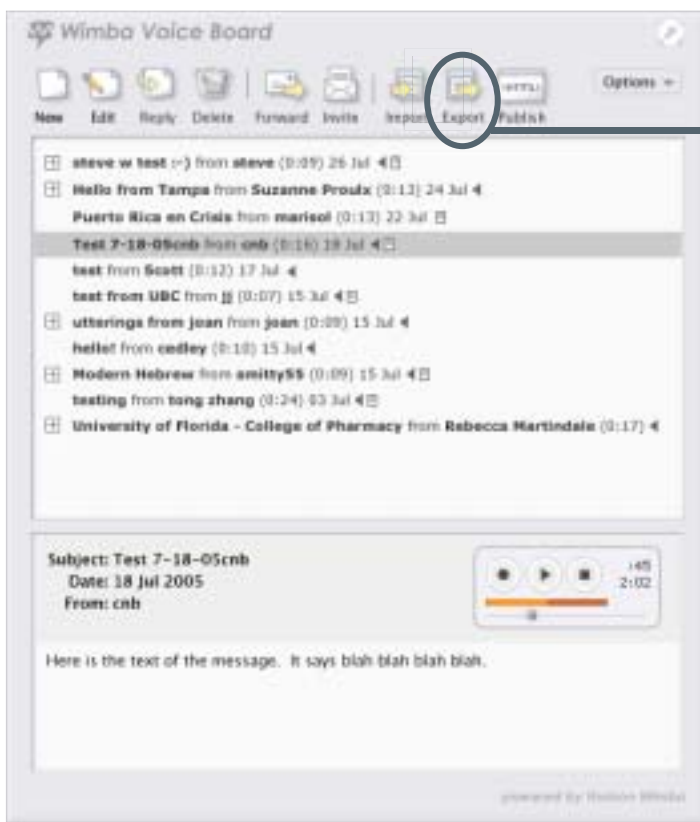 Wimba Voice Board
New Edit Reply Delete Forward Invite Import Export Publish Options
steve w test :-) from steve (0:09) 26 Jul
Hello from Tampa from Suzanne Proulx (0:13) 24 Jul
Puerto Rica en Crisis from marisol (0:13) 22 Jul
Test 7-18-05cnb from cnb (0:16) 18 Jul
test from Scott (0:12) 17 Jul
test from UBC from jjj (0:07) 15 Jul
utterings from joan from joan (0:09) 15 Jul
hello! from cedley (0:10) 15 Jul
Modern Hebrew from amitty55 (0:09) 15 Jul
testing from tong zhang (0:24) 03 Jul
University of Florida - College of Pharmacy from Rebecca Martindale (0:17)
Subject: Test 7-18-05cnb
Date: 18 Jul 2005
From: cnb
:45
2:02
Here is the text of the message. It says blah blah blah blah.
powered by Horizon Wimba